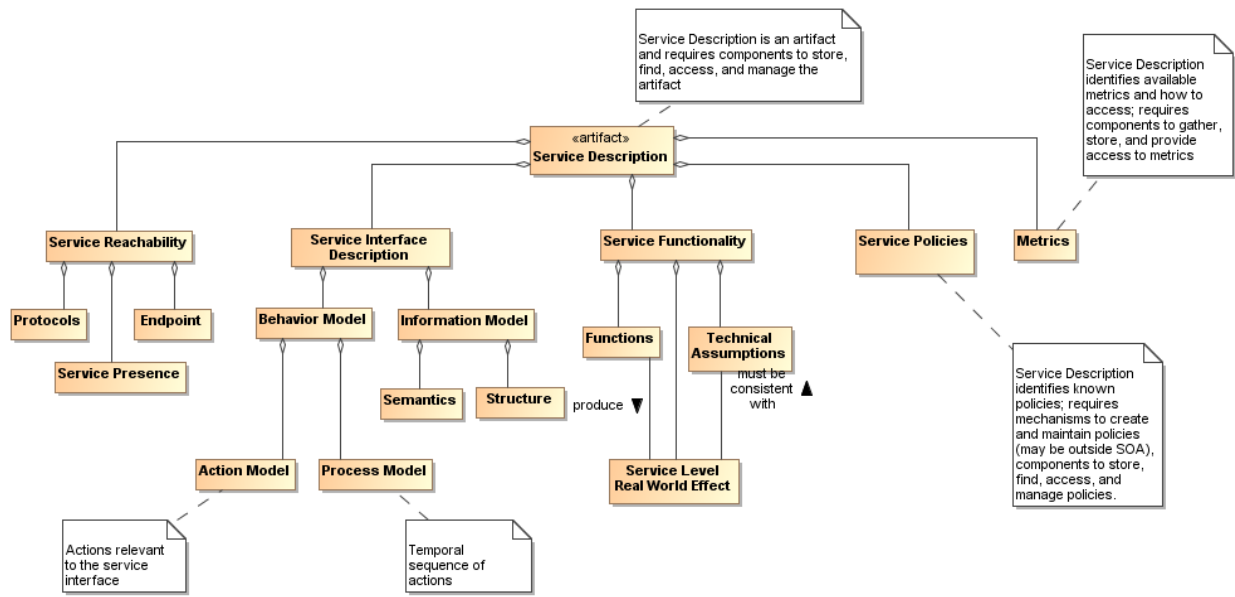 Service Description is an artifact
and requires components to store,
find, access, and manage the
artifact
Service Description
identifies available
metrics and how to
access; requires
components to gather,
store, and provide
access to metrics
«artifact»
Service Description
Service Reachability
Service Interface
Description
Service Functionality
Service Policies
Metrics
Protocols
Endpoint
Service Presence
Behavior Model
Information Model
Semantics
Structure
Functions
Technical
Assumptions
produce ▼
must be
consistent ▲
with
Service Description
identifies known
policies; requires
mechanisms to create
and maintain policies
(may be outside SOA),
components to store,
find, access, and
manage policies.
Action Model
Process Model
Service Level
Real World Effect
Actions relevant
to the service
interface
Temporal
sequence of
actions